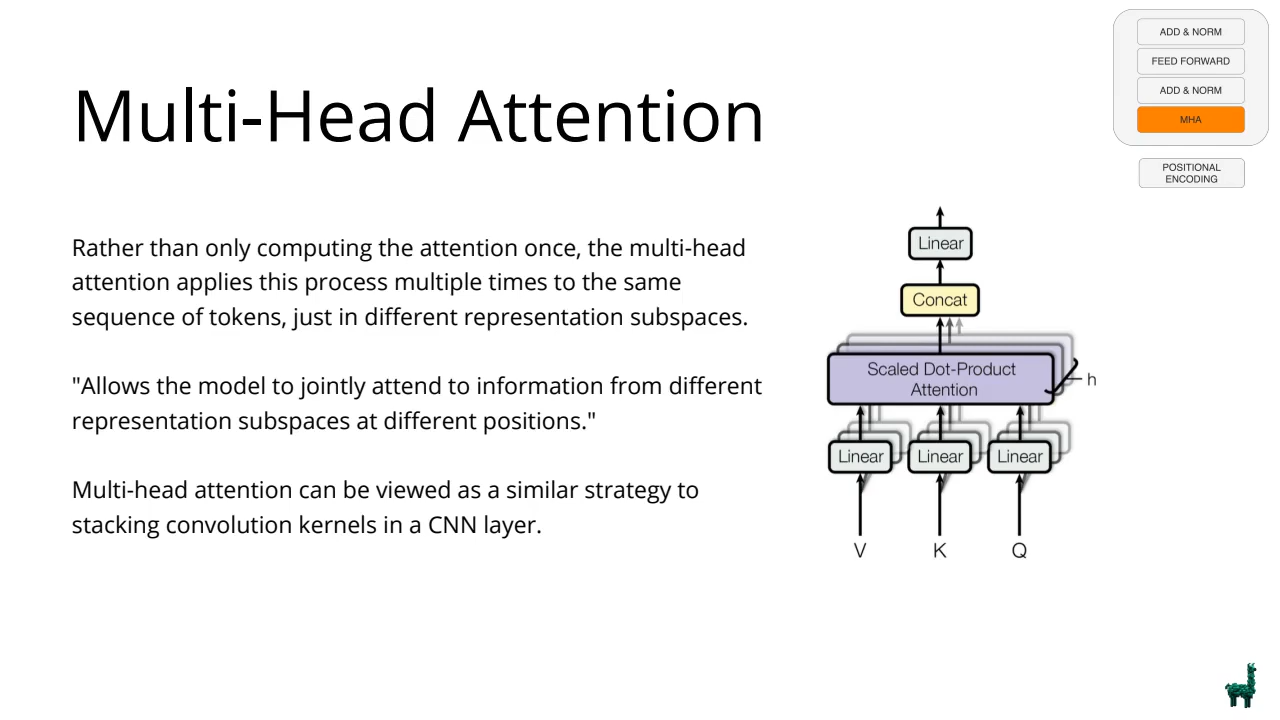 Multi-Head Attention
Rather than only computing the attention once, the multi-head
attention applies this process multiple times to the same
sequence of tokens, just in different representation subspaces.
"Allows the model to jointly attend to information from different
representation subspaces at different positions."
Multi-head attention can be viewed as a similar strategy to
stacking convolution kernels in a CNN layer.
ADD & NORM
FEED FORWARD
ADD & NORM
MHA
POSITIONAL
ENCODING
Linear
Concat
Scaled Dot-Product
Attention
h
Linear Linear Linear
V K Q